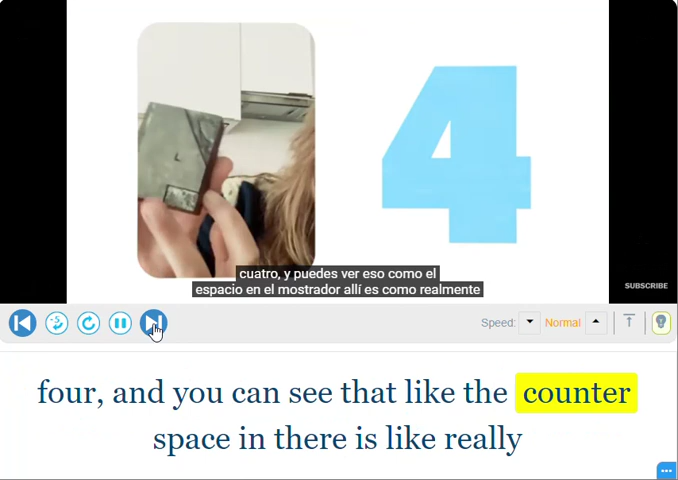 4
cuatro, y puedes ver eso como el
espacio en el mostrador allí es como realmente
SUBSCRIBE
5
Speed: Normal
four, and you can see that like the counter
space in there is like really